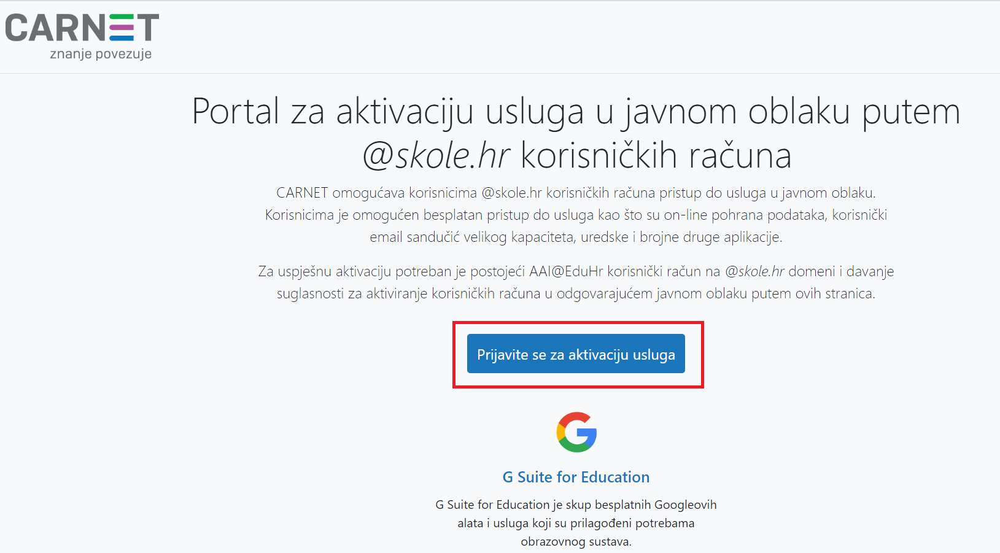 CARNET
znanje povezuje
Portal za aktivaciju usluga u javnom oblaku putem
@skole.hr korisničkih računa
CARNET omogućava korisnicima @skole.hr korisničkih računa pristup do usluga u javnom oblaku.
Korisnicima je omogućen besplatan pristup do usluga kao što su on-line pohrana podataka, korisnički
email sandučić velikog kapaciteta, uredske i brojne druge aplikacije.
Za uspješnu aktivaciju potreban je postojeći AAI@EduHr korisnički račun na @skole.hr domeni i davanje
suglasnosti za aktiviranje korisničkih računa u odgovarajućem javnom oblaku putem ovih stranica.
Prijavite se za aktivaciju usluga
G Suite for Education
G Suite for Education je skup besplatnih Googleovih
alata i usluga koji su prilagođeni potrebama
obrazovnog sustava.